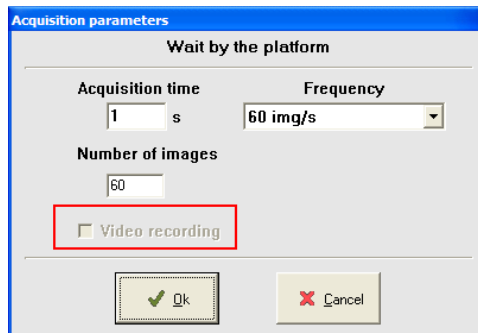 Acquisition parameters
Wait by the platform
Acquisition time
Frequency
1 s
60 img/s
Number of images
60
Video recording
Ok
Cancel